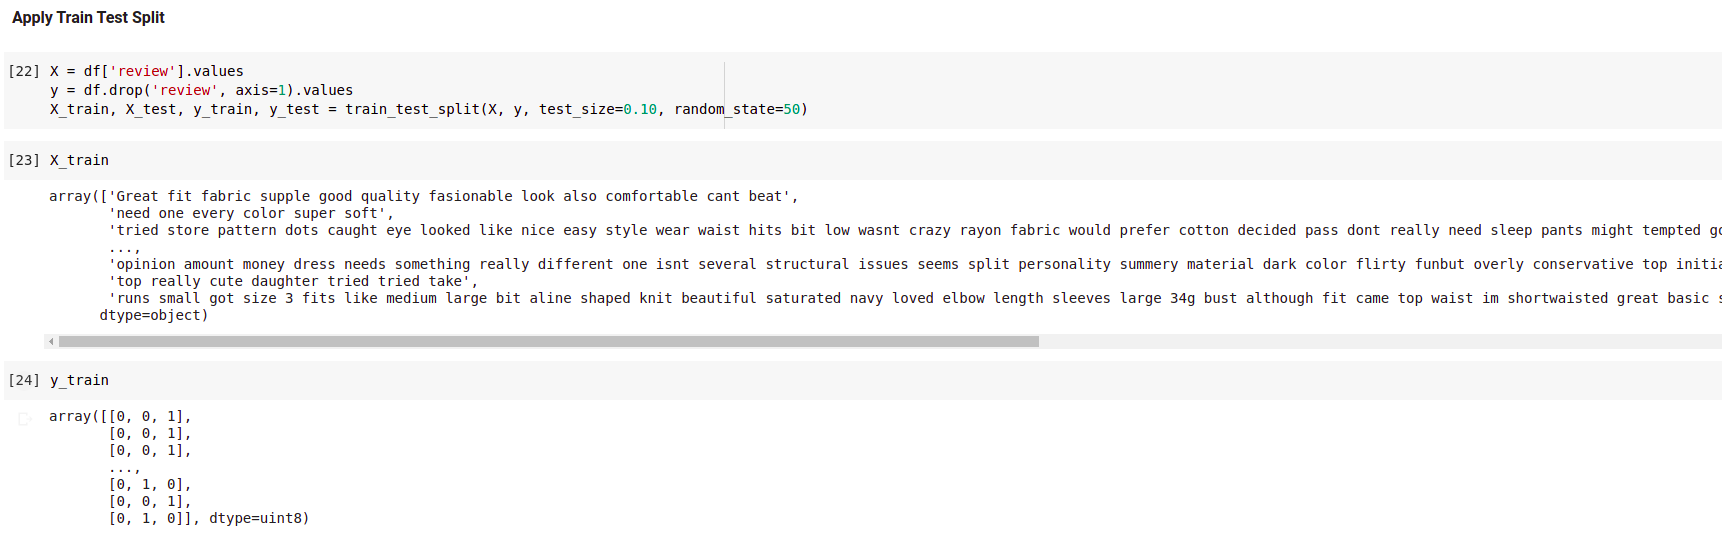 Apply Train Test Split
[22] X = df['review'].values
y = df.drop('review', axis=1).values
X_train, X_test, y_train, y_test = train_test_split(X, y, test_size=0.10, random_state=50)
[23] X_train
array(['Great fit fabric supple good quality fasionable look also comfortable cant beat',
'need one every color super soft',
'tried store pattern dots caught eye looked like nice easy style wear waist hits bit low wasnt crazy rayon fabric would prefer cotton decided pass dont really need sleep pants might tempted
...,
'opinion amount money dress needs something really different one isnt several structural issues seems split personality summery material dark color flirty funbut overly conservative top
'top really cute daughter tried tried take',
'runs small got size 3 fits like medium large bit aline shaped knit beautiful saturated navy loved elbow length sleeves large 34g bust although fit came top waist im shortwaisted great basic
dtype=object)
[24] y_train
array([[0, 0, 1],
[0, 0, 1],
[0, 0, 1],
...,
[0, 1, 0],
[0, 0, 1],
[0, 1, 0]], dtype=uint8)